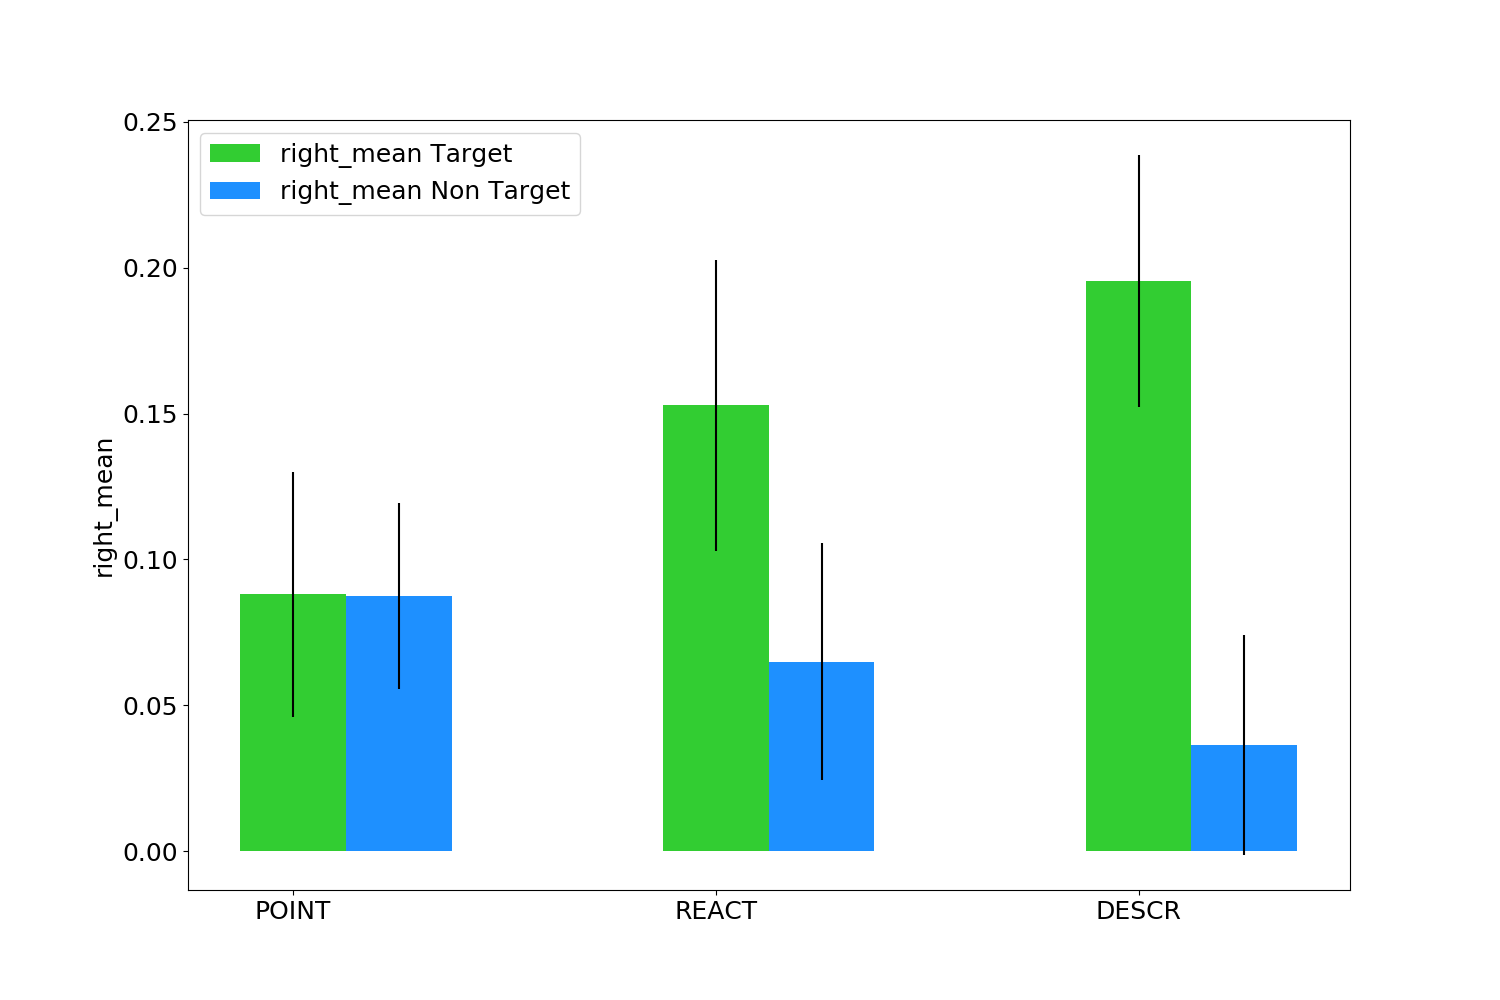 0.25
0.20
0.15
0.10
0.05
0.00
right_mean
right_mean Target
right_mean Non Target
POINT
REACT
DESCR